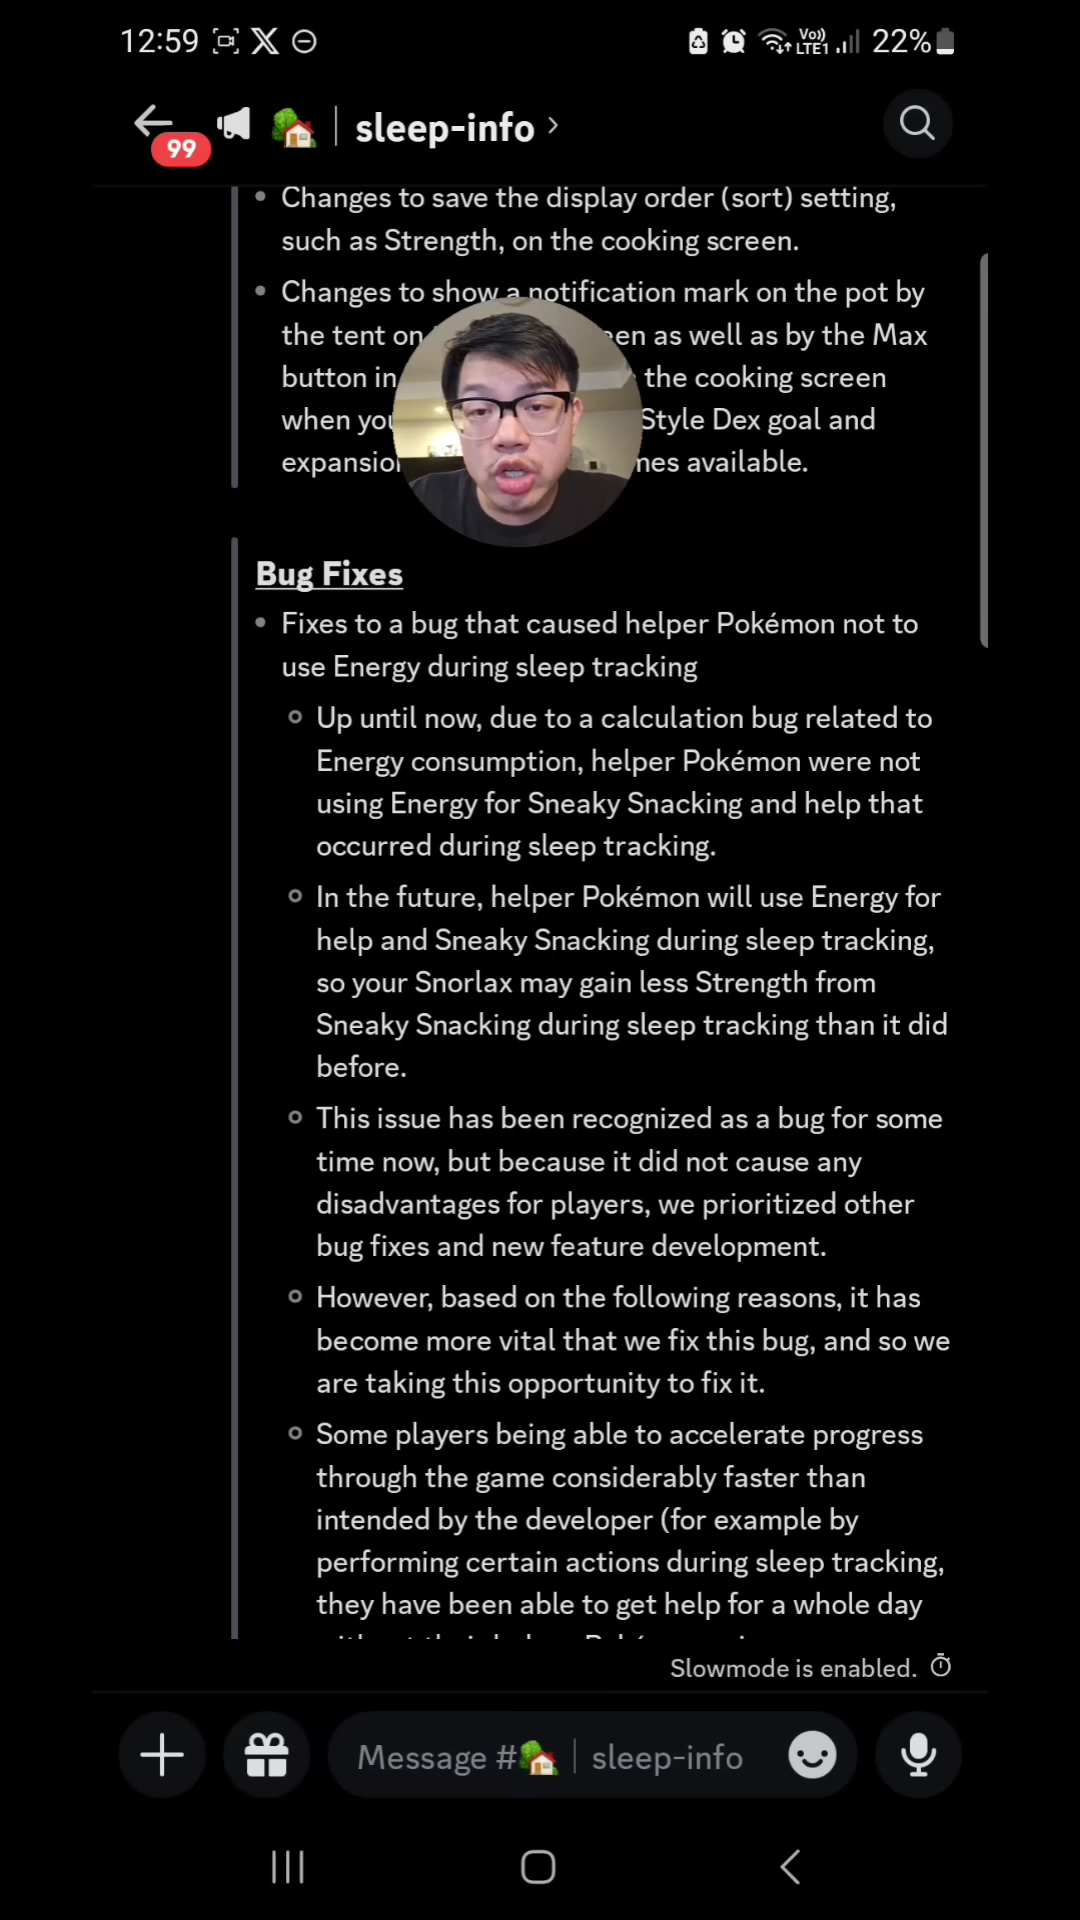 12:59 Vo)) LTE1 22%
99 | sleep-info
Changes to save the display order (sort) setting,
such as Strength, on the cooking screen.
Changes to show a notification mark on the pot by
the tent on een as well as by the Max
button in the cooking screen
when you Style Dex goal and
expansio mes available.
Bug Fixes
Fixes to a bug that caused helper Pokémon not to
use Energy during sleep tracking
Up until now, due to a calculation bug related to
Energy consumption, helper Pokémon were not
using Energy for Sneaky Snacking and help that
occurred during sleep tracking.
In the future, helper Pokémon will use Energy for
help and Sneaky Snacking during sleep tracking,
so your Snorlax may gain less Strength from
Sneaky Snacking during sleep tracking than it did
before.
This issue has been recognized as a bug for some
time now, but because it did not cause any
disadvantages for players, we prioritized other
bug fixes and new feature development.
However, based on the following reasons, it has
become more vital that we fix this bug, and so we
are taking this opportunity to fix it.
Some players being able to accelerate progress
through the game considerably faster than
intended by the developer (for example by
performing certain actions during sleep tracking,
they have been able to get help for a whole day
Slowmode is enabled.
Message # | sleep-info